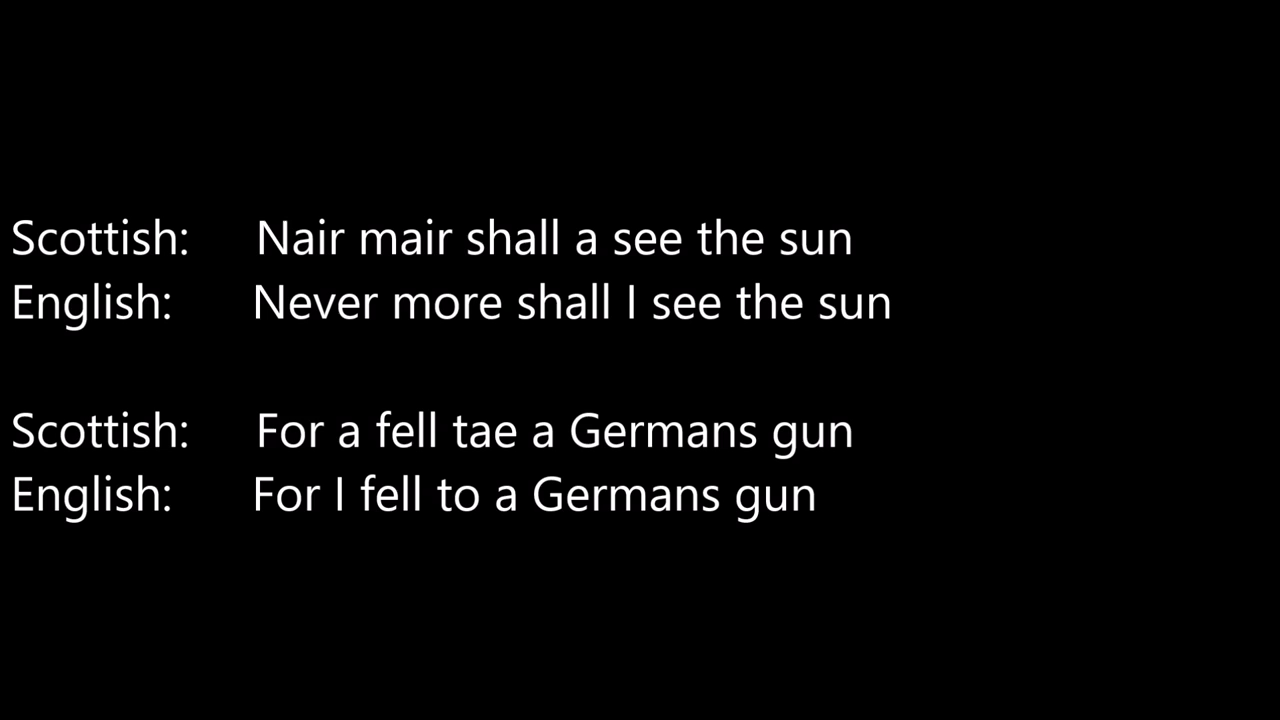 Scottish: Nair mair shall a see the sun
English: Never more shall I see the sun
Scottish: For a fell tae a Germans gun
English: For I fell to a Germans gun